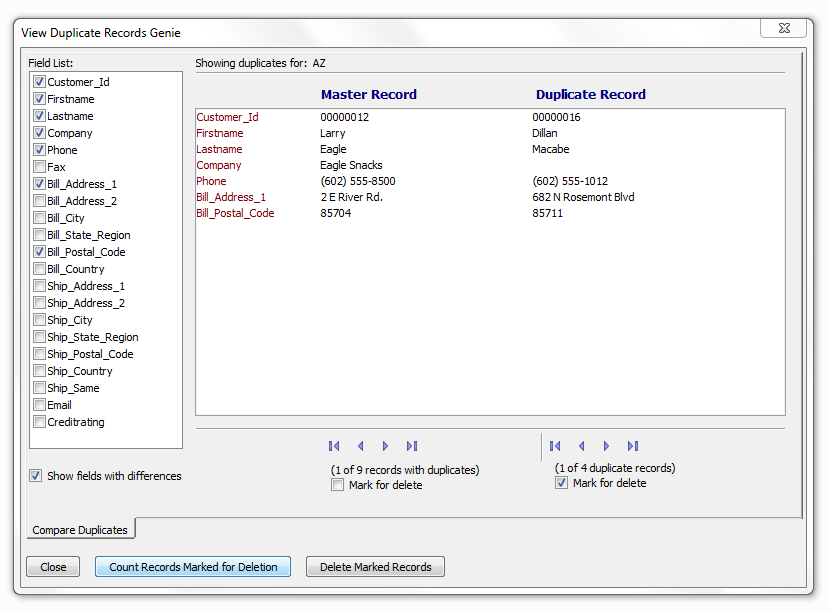 View Duplicate Records Genie
Field List:
Showing duplicates for: AZ
Customer_Id
Firstname
Lastname
Company
Phone
Fax
Bill_Address_1
Bill_Address_2
Bill_City
Bill_State_Region
Bill_Postal_Code
Bill_Country
Ship_Address_1
Ship_Address_2
Ship_City
Ship_State_Region
Ship_Postal_Code
Ship_Country
Ship_Same
Email
Creditrating
Show fields with differences
Master Record Duplicate Record
Customer_Id 00000012 00000016
Firstname Larry Dillan
Lastname Eagle Macabe
Company Eagle Snacks
Phone (602) 555-8500 (602) 555-1012
Bill_Address_1 2 E River Rd. 682 N Rosemont Blvd
Bill_Postal_Code 85704 85711
(1 of 9 records with duplicates) (1 of 4 duplicate records)
Mark for delete Mark for delete
Compare Duplicates
Close Count Records Marked for Deletion Delete Marked Records